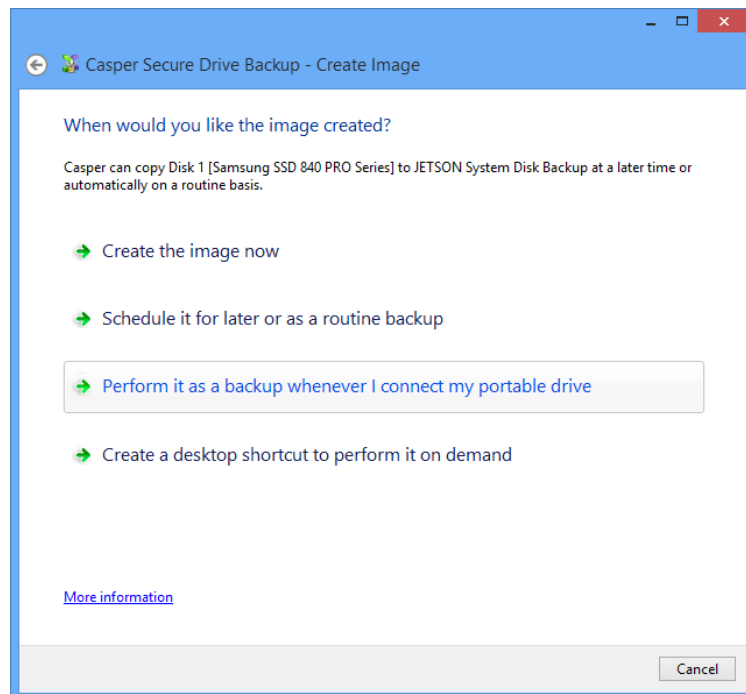 Casper Secure Drive Backup - Create Image
When would you like the image created?
Casper can copy Disk 1 [Samsung SSD 840 PRO Series] to JETSON System Disk Backup at a later time or
automatically on a routine basis.
Create the image now
Schedule it for later or as a routine backup
Perform it as a backup whenever I connect my portable drive
Create a desktop shortcut to perform it on demand
More information
Cancel